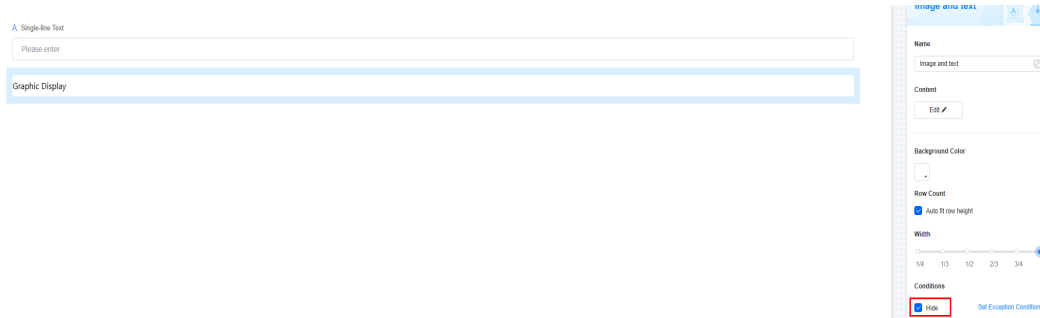 A Single-line Text
Please enter
Graphic Display
Image and text
Name
Image and text
Content
Edit
Background Color
Row Count
Auto fit row height
Width
1/4 1/3 1/2 2/3 3/4
Conditions
Hide Set Exception Condition